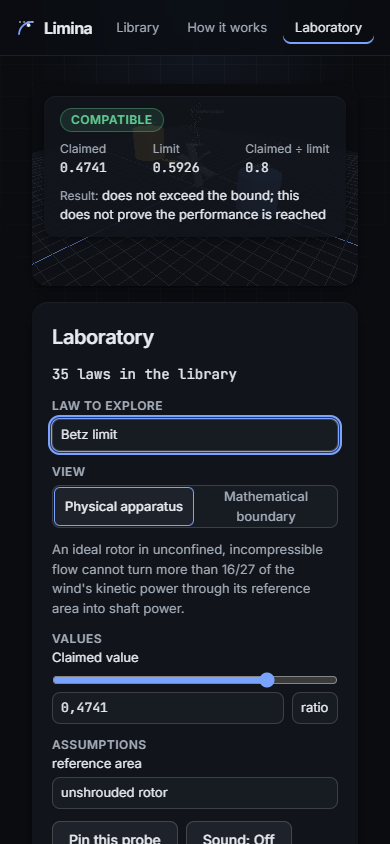 Limina Library How it works Laboratory
COMPATIBLE
Claimed Limit Claimed ÷ limit
0.4741 0.5926 0.8
Result: does not exceed the bound; this
does not prove the performance is reached
Laboratory
35 laws in the library
LAW TO EXPLORE
Betz limit
VIEW
Physical apparatus Mathematical
boundary
An ideal rotor in unconfined, incompressible
flow cannot turn more than 16/27 of the
wind's kinetic power through its reference
area into shaft power.
VALUES
Claimed value
0,4741 ratio
ASSUMPTIONS
reference area
unshrouded rotor
Pin this probe Sound: Off